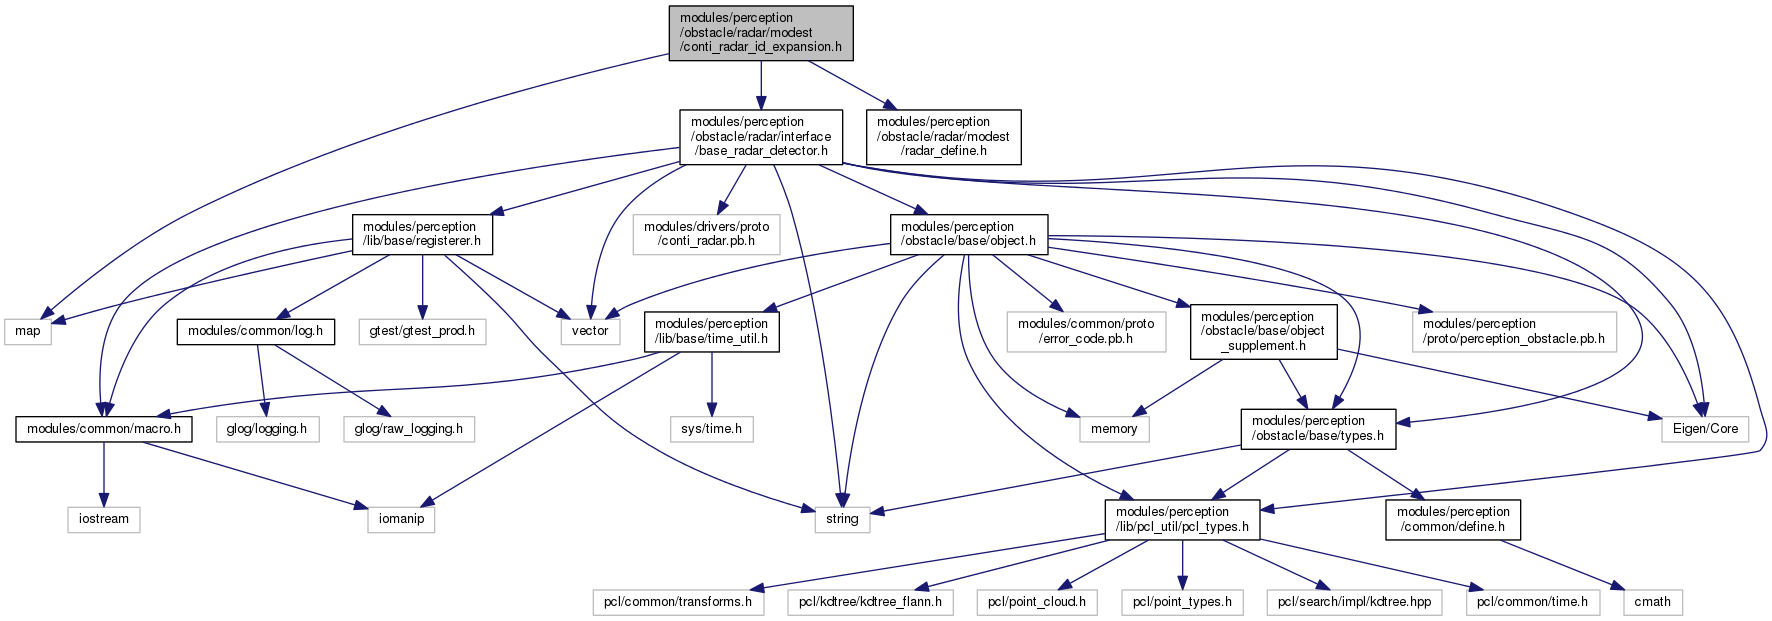 modules/perception
/obstacle/radar/modest
/conti_radar_id_expansion.h
modules/perception
/obstacle/radar/interface
/base_radar_detector.h
modules/perception
/obstacle/radar/modest
/radar_define.h
modules/perception
/lib/base/registerer.h
modules/drivers/proto
/conti_radar.pb.h
modules/perception
/obstacle/base/object.h
map
modules/common/log.h
gtest/gtest_prod.h
vector
modules/perception
/lib/base/time_util.h
modules/common/proto
/error_code.pb.h
modules/perception
/obstacle/base/object
_supplement.h
modules/perception
/proto/perception_obstacle.pb.h
modules/common/macro.h
glog/logging.h
glog/raw_logging.h
sys/time.h
memory
modules/perception
/obstacle/base/types.h
Eigen/Core
iostream
iomanip
string
modules/perception
/lib/pcl_util/pcl_types.h
modules/perception
/common/define.h
pcl/common/transforms.h
pcl/kdtree/kdtree_flann.h
pcl/point_cloud.h
pcl/point_types.h
pcl/search/impl/kdtree.hpp
pcl/common/time.h
cmath